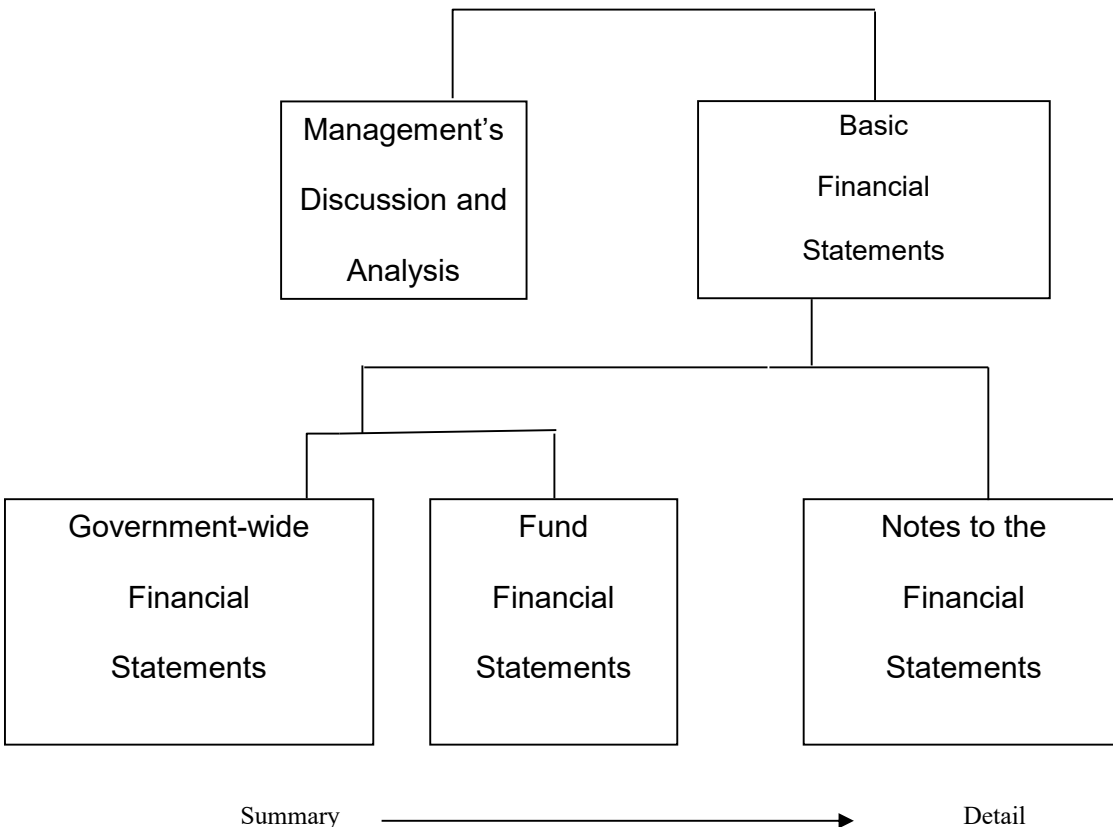 Management’s
Discussion and
Analysis
Basic
Financial
Statements
Government-wide
Financial
Statements
Fund
Financial
Statements
Notes to the
Financial
Statements
Summary
Detail